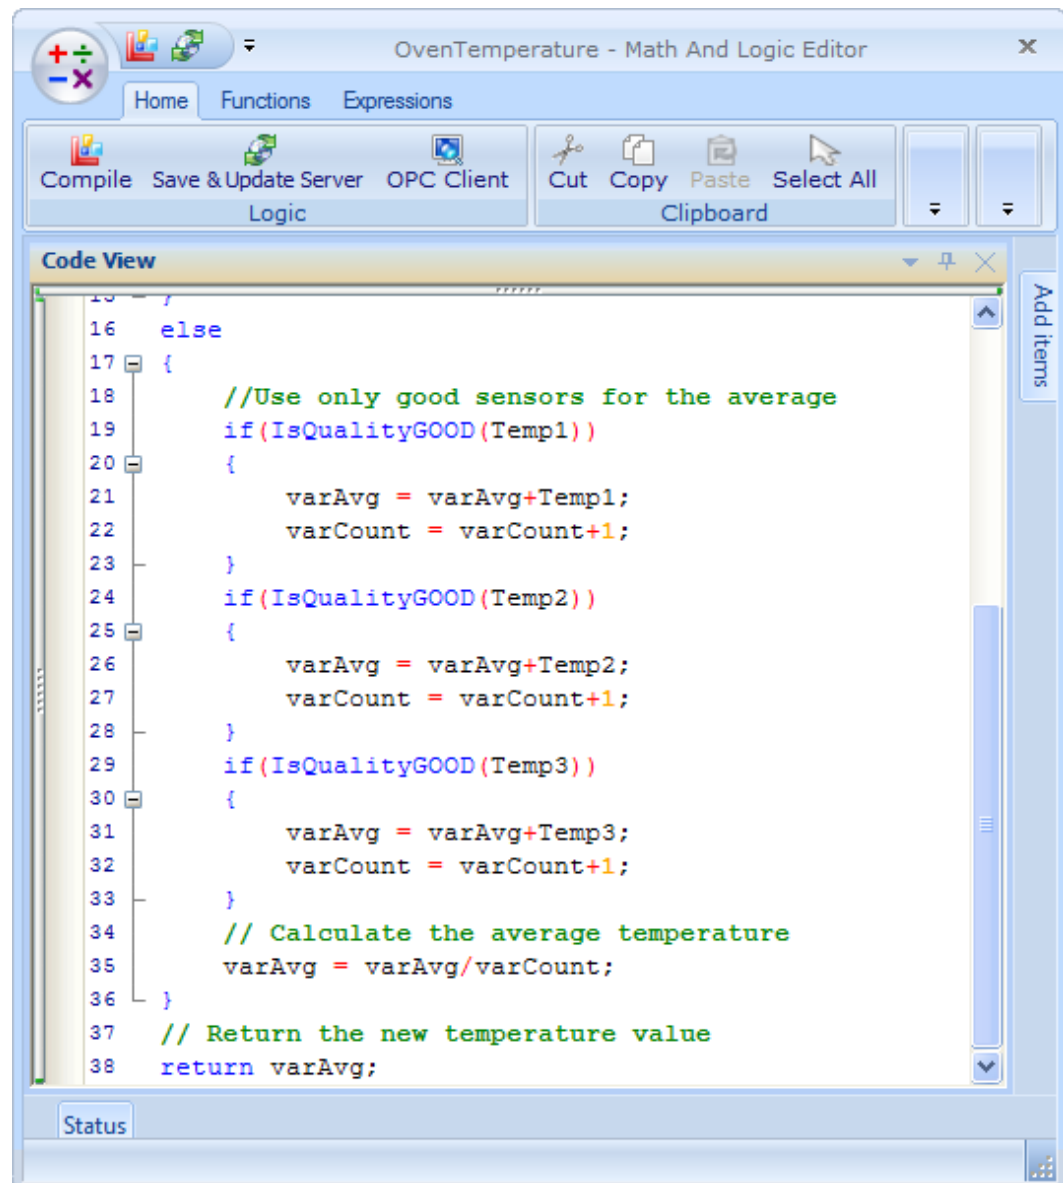 OvenTemperature - Math And Logic Editor
Home Functions Expressions
Compile Save & Update Server OPC Client Cut Copy Paste Select All
Logic Clipboard
Code View
Add items
15 }
16 else
17 {
18 //Use only good sensors for the average
19 if(IsQualityGOOD(Temp1))
20 {
21 varAvg = varAvg+Temp1;
22 varCount = varCount+1;
23 }
24 if(IsQualityGOOD(Temp2))
25 {
26 varAvg = varAvg+Temp2;
27 varCount = varCount+1;
28 }
29 if(IsQualityGOOD(Temp3))
30 {
31 varAvg = varAvg+Temp3;
32 varCount = varCount+1;
33 }
34 // Calculate the average temperature
35 varAvg = varAvg/varCount;
36 }
37 // Return the new temperature value
38 return varAvg;
Status